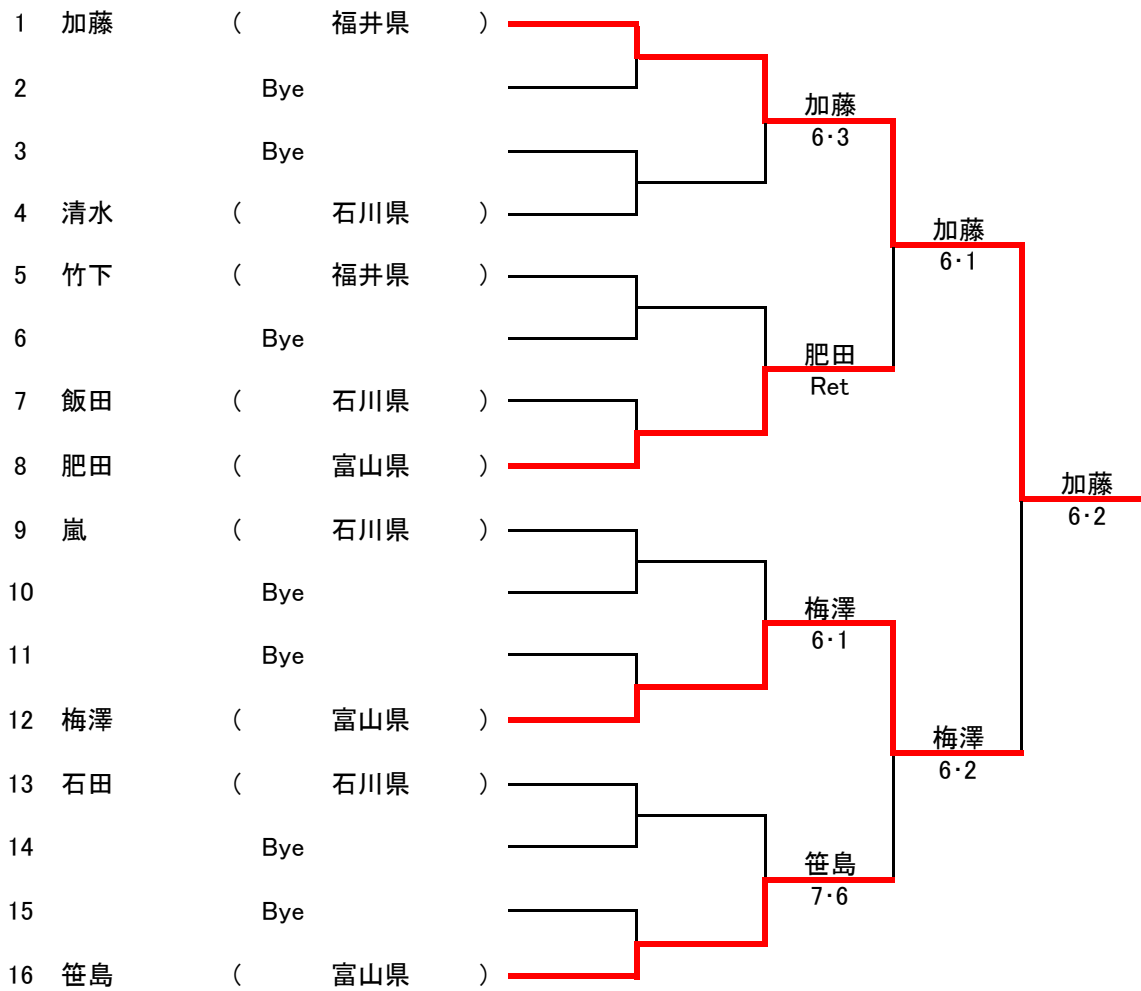 1 加藤 ( 福井県 )
2 Bye
3 Bye
4 清水 ( 石川県 )
5 竹下 ( 福井県 )
6 Bye
7 飯田 ( 石川県 )
8 肥田 ( 富山県 )
9 嵐 ( 石川県 )
10 Bye
11 Bye
12 梅澤 ( 富山県 )
13 石田 ( 石川県 )
14 Bye
15 Bye
16 笹島 ( 富山県 )
加藤
6・3
肥田
Ret
梅澤
6・1
笹島
7・6
加藤
6・1
梅澤
6・2
加藤
6・2